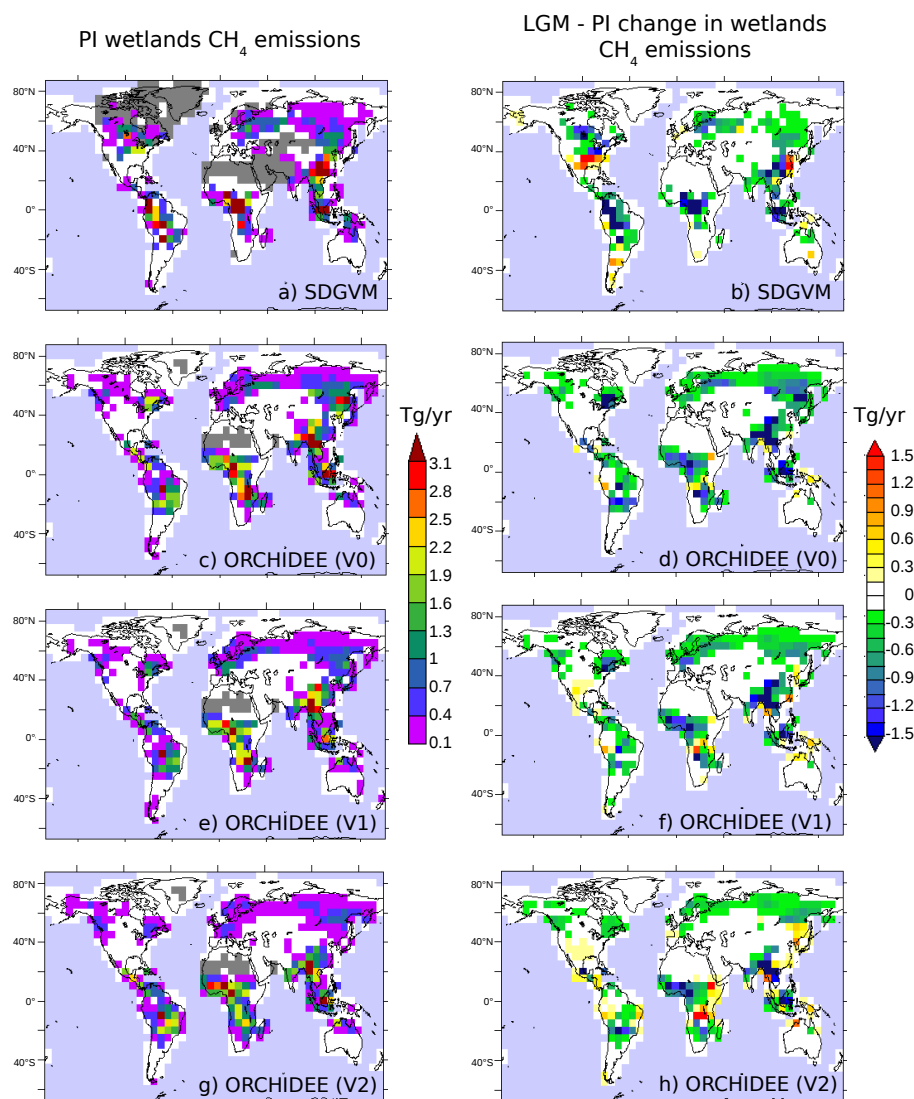 PI wetlands CH4 emissions
LGM - PI change in wetlands
CH4 emissions
80°N
40°N
0°
40°S
a) SDGVM
80°N
40°N
0°
40°S
b) SDGVM
80°N
40°N
0°
40°S
c) ORCHIDEE (V0)
80°N
40°N
0°
40°S
d) ORCHIDEE (V0)
Tg/yr
3.1
2.8
2.5
2.2
1.9
1.6
1.3
1
0.7
0.4
0.1
Tg/yr
1.5
1.2
0.9
0.6
0.3
0
-0.3
-0.6
-0.9
-1.2
-1.5
80°N
40°N
0°
40°S
e) ORCHIDEE (V1)
80°N
40°N
0°
40°S
f) ORCHIDEE (V1)
80°N
40°N
0°
40°S
g) ORCHIDEE (V2)
80°N
40°N
0°
40°S
h) ORCHIDEE (V2)